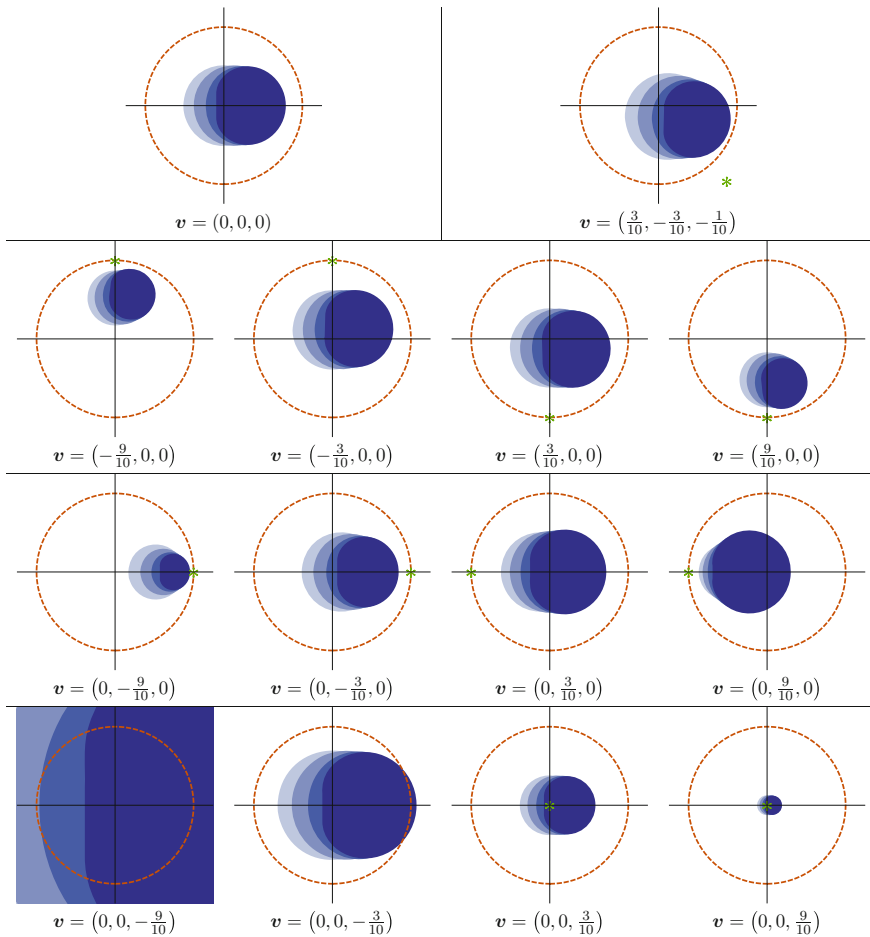 v = (0, 0, 0)
v = (3/10, −3/10, −1/10)
v = (−9/10, 0, 0)
v = (−3/10, 0, 0)
v = (3/10, 0, 0)
v = (9/10, 0, 0)
v = (0, −9/10, 0)
v = (0, −3/10, 0)
v = (0, 3/10, 0)
v = (0, 9/10, 0)
v = (0, 0, −9/10)
v = (0, 0, −3/10)
v = (0, 0, 3/10)
v = (0, 0, 9/10)